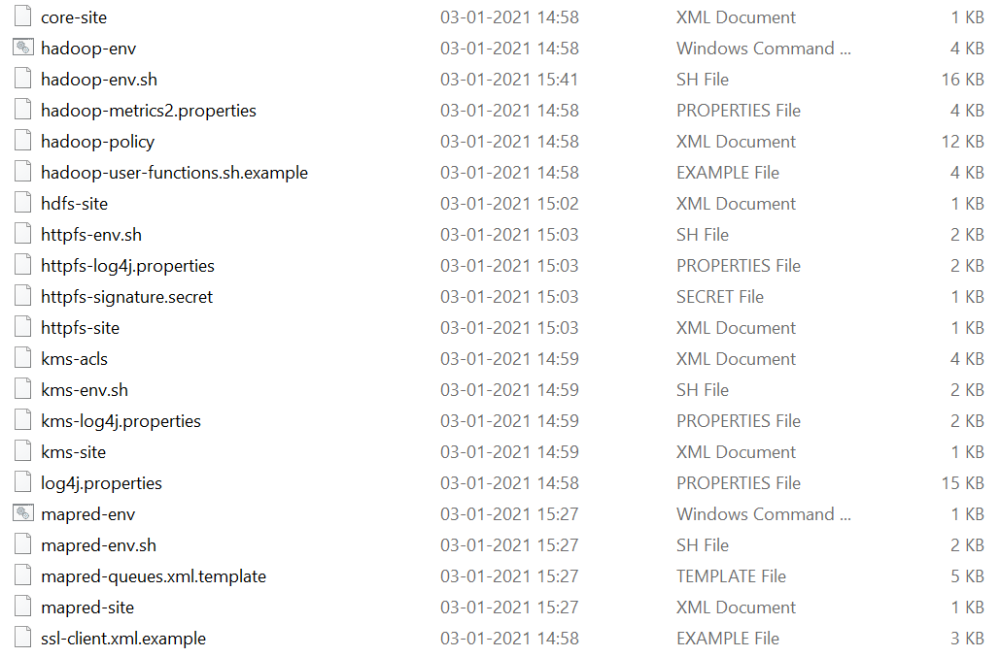 core-site 03-01-2021 14:58 XML Document 1 KB
hadoop-env 03-01-2021 14:58 Windows Command ... 4 KB
hadoop-env.sh 03-01-2021 15:41 SH File 16 KB
hadoop-metrics2.properties 03-01-2021 14:58 PROPERTIES File 4 KB
hadoop-policy 03-01-2021 14:58 XML Document 12 KB
hadoop-user-functions.sh.example 03-01-2021 14:58 EXAMPLE File 4 KB
hdfs-site 03-01-2021 15:02 XML Document 1 KB
httpfs-env.sh 03-01-2021 15:03 SH File 2 KB
httpfs-log4j.properties 03-01-2021 15:03 PROPERTIES File 2 KB
httpfs-signature.secret 03-01-2021 15:03 SECRET File 1 KB
httpfs-site 03-01-2021 15:03 XML Document 1 KB
kms-acls 03-01-2021 14:59 XML Document 4 KB
kms-env.sh 03-01-2021 14:59 SH File 2 KB
kms-log4j.properties 03-01-2021 14:59 PROPERTIES File 2 KB
kms-site 03-01-2021 14:59 XML Document 1 KB
log4j.properties 03-01-2021 14:58 PROPERTIES File 15 KB
mapred-env 03-01-2021 15:27 Windows Command ... 1 KB
mapred-env.sh 03-01-2021 15:27 SH File 2 KB
mapred-queues.xml.template 03-01-2021 15:27 TEMPLATE File 5 KB
mapred-site 03-01-2021 15:27 XML Document 1 KB
ssl-client.xml.example 03-01-2021 14:58 EXAMPLE File 3 KB